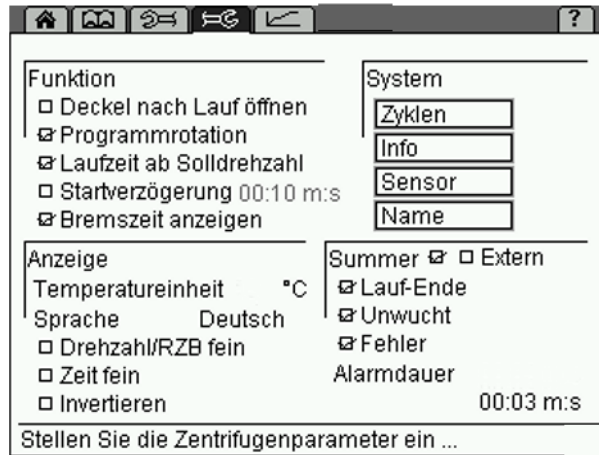 ?
Funktion
Deckel nach Lauf öffnen
Programmrotation
Laufzeit ab Solldrehzahl
Startverzögerung 00:10 m:s
Bremszeit anzeigen
System
Zyklen
Info
Sensor
Name
Anzeige
Temperatureinheit °C
Sprache Deutsch
Drehzahl/RZB fein
Zeit fein
Invertieren
Summer Extern
Lauf-Ende
Unwucht
Fehler
Alarmdauer
00:03 m:s
Stellen Sie die Zentrifugenparameter ein ...